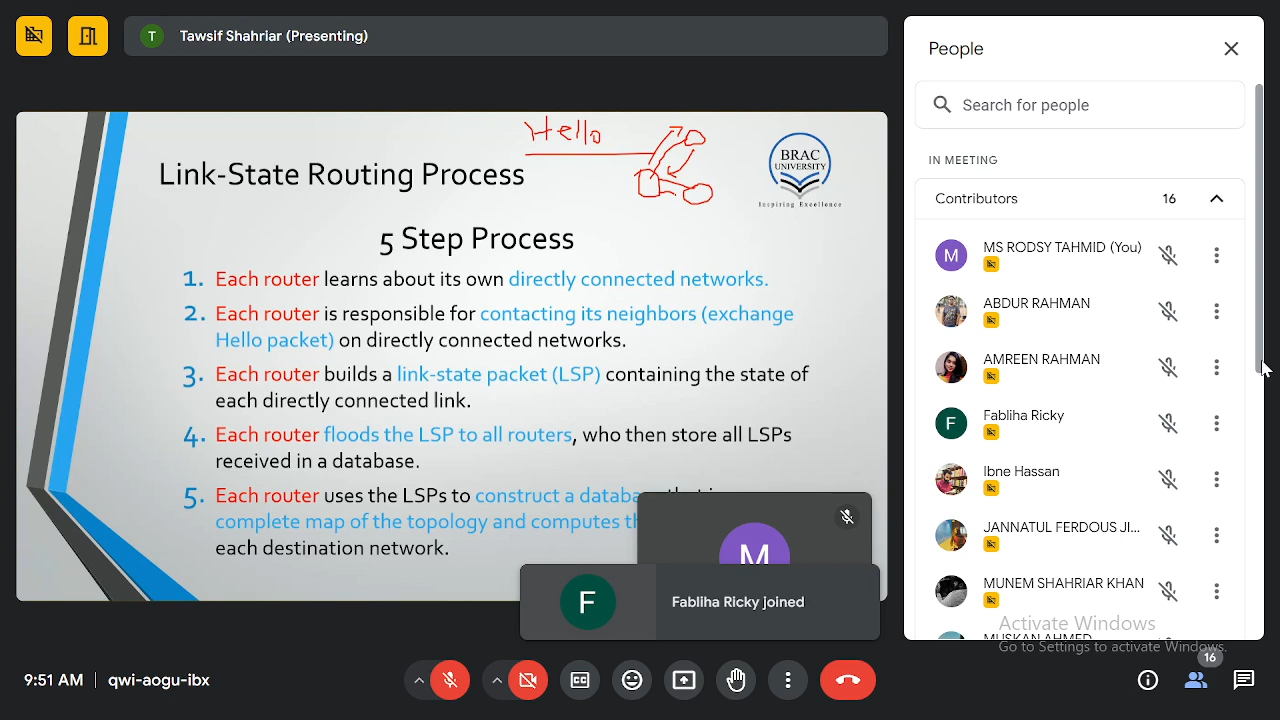 Tawsif Shahriar (Presenting)
T
Hello
BRAC
UNIVERSITY
Inspiring Excellence
Link-State Routing Process
5 Step Process
1. Each router learns about its own directly connected networks.
2. Each router is responsible for contacting its neighbors (exchange
Hello packet) on directly connected networks.
3. Each router builds a link-state packet (LSP) containing the state of
each directly connected link.
4. Each router floods the LSP to all routers, who then store all LSPs
received in a database.
5. Each router uses the LSPs to construct a databa
complete map of the topology and computes th
each destination network.
M
F
Fabliha Ricky joined
People
Search for people
IN MEETING
Contributors 16
M MS RODSY TAHMID (You)
ABDUR RAHMAN
AMREEN RAHMAN
F Fabliha Ricky
Ibne Hassan
JANNATUL FERDOUS JI...
MUNEM SHAHRIAR KHAN
MUSKAN AHMED
Activate Windows
Go to Settings to activate Windows.
9:51 AM | qwi-aogu-ibx
CC
16